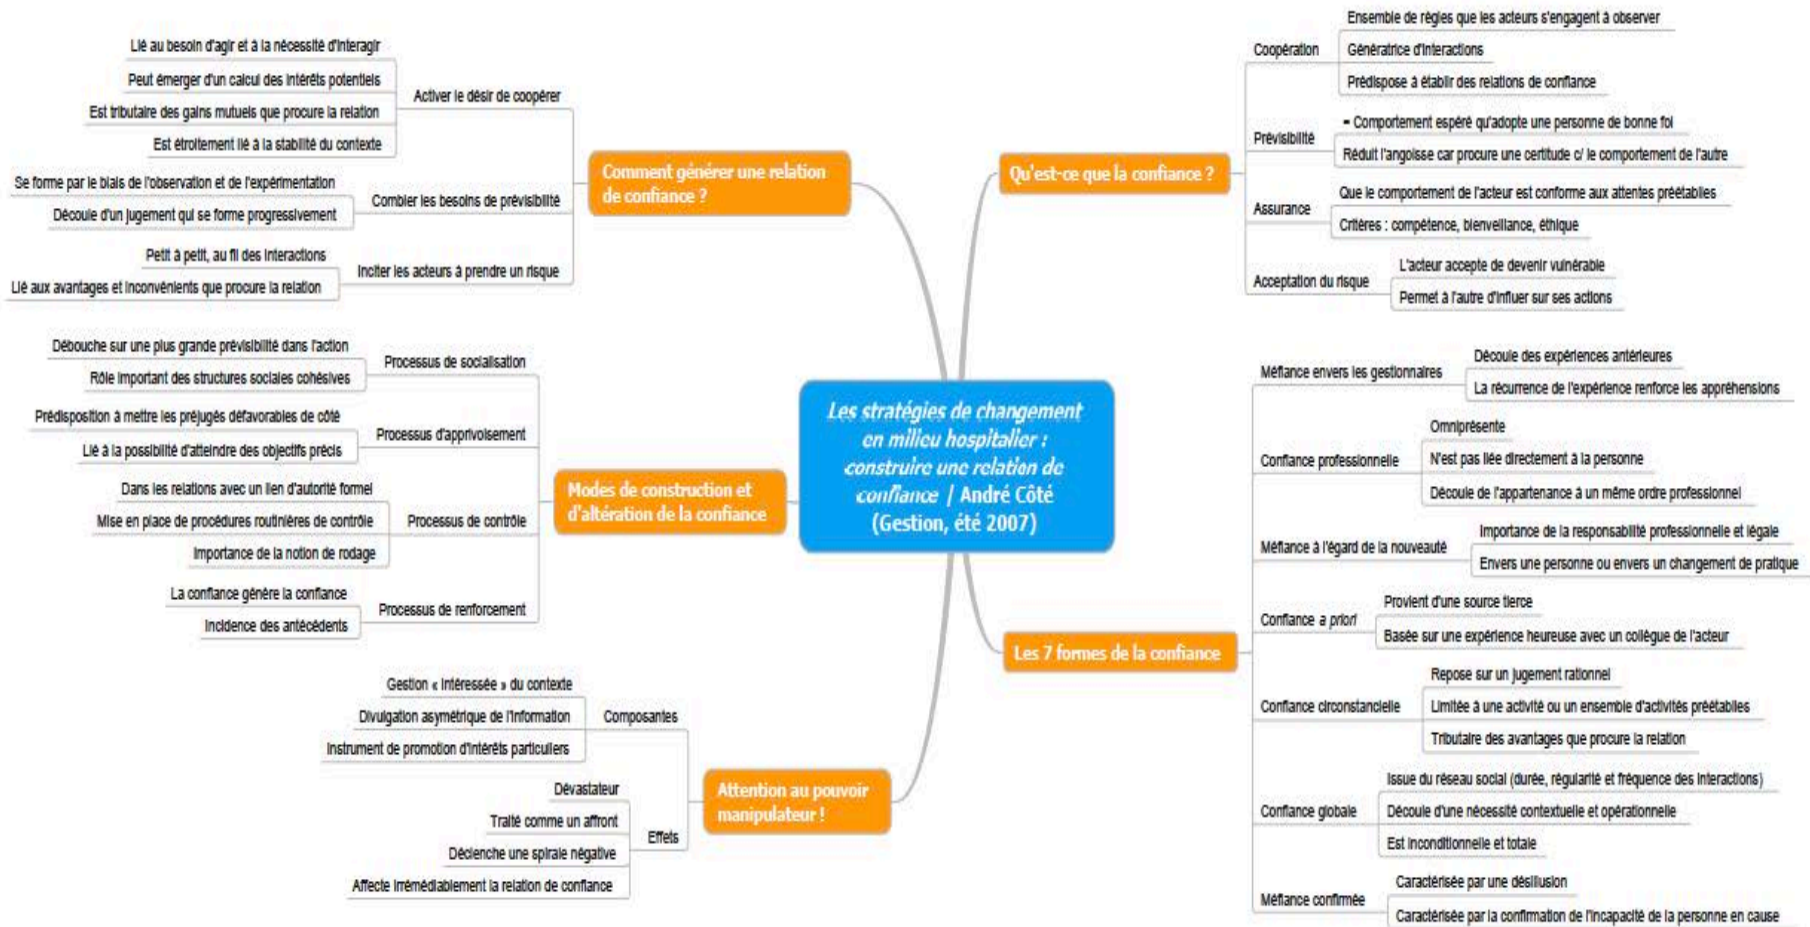 Les stratégies de changement
en milieu hospitalier :
construire une relation de
confiance / André Côté
(Gestion, été 2007)
Qu'est-ce que la confiance ?
Coopération
Ensemble de règles que les acteurs s'engagent à observer
Génératrice d'interactions
Prédispose à établir des relations de confiance
Prévisibilité
= Comportement espéré qu'adopte une personne de bonne foi
Réduit l'angoisse car procure une certitude c/ le comportement de l'autre
Assurance
Que le comportement de l'acteur est conforme aux attentes préétablies
Critères : compétence, bienveillance, éthique
Acceptation du risque
L'acteur accepte de devenir vulnérable
Permet à l'autre d'influer sur ses actions
Les 7 formes de la confiance
Méfiance envers les gestionnaires
Découle des expériences antérieures
La récurrence de l'expérience renforce les appréhensions
Confiance professionnelle
Omniprésente
N'est pas liée directement à la personne
Découle de l'appartenance à un même ordre professionnel
Méfiance à l'égard de la nouveauté
Importance de la responsabilité professionnelle et légale
Envers une personne ou envers un changement de pratique
Confiance a priori
Provient d'une source tierce
Basée sur une expérience heureuse avec un collègue de l'acteur
Confiance circonstancielle
Repose sur un jugement rationnel
Limitée à une activité ou un ensemble d'activités préétablies
Tributaire des avantages que procure la relation
Confiance globale
Issue du réseau social (durée, régularité et fréquence des interactions)
Découle d'une nécessité contextuelle et opérationnelle
Est inconditionnelle et totale
Méfiance confirmée
Caractérisée par une désillusion
Caractérisée par la confirmation de l'incapacité de la personne en cause
Comment générer une relation
de confiance ?
Activer le désir de coopérer
Lié au besoin d'agir et à la nécessité d'interagir
Peut émerger d'un calcul des intérêts potentiels
Est tributaire des gains mutuels que procure la relation
Est étroitement lié à la stabilité du contexte
Combler les besoins de prévisibilité
Se forme par le biais de l'observation et de l'expérimentation
Découle d'un jugement qui se forme progressivement
Inciter les acteurs à prendre un risque
Petit à petit, au fil des interactions
Lié aux avantages et inconvénients que procure la relation
Modes de construction et
d'altération de la confiance
Processus de socialisation
Débouche sur une plus grande prévisibilité dans l'action
Rôle important des structures sociales cohésives
Processus d'apprivoisement
Prédisposition à mettre les préjugés défavorables de côté
Lié à la possibilité d'atteindre des objectifs précis
Processus de contrôle
Dans les relations avec un lien d'autorité formel
Mise en place de procédures routinières de contrôle
Importance de la notion de rodage
Processus de renforcement
La confiance génère la confiance
Incidence des antécédents
Attention au pouvoir
manipulateur !
Composantes
Gestion « intéressée » du contexte
Divulgation asymétrique de l'information
Instrument de promotion d'intérêts particuliers
Effets
Dévastateur
Traité comme un affront
Déclenche une spirale négative
Affecte irrémédiablement la relation de confiance